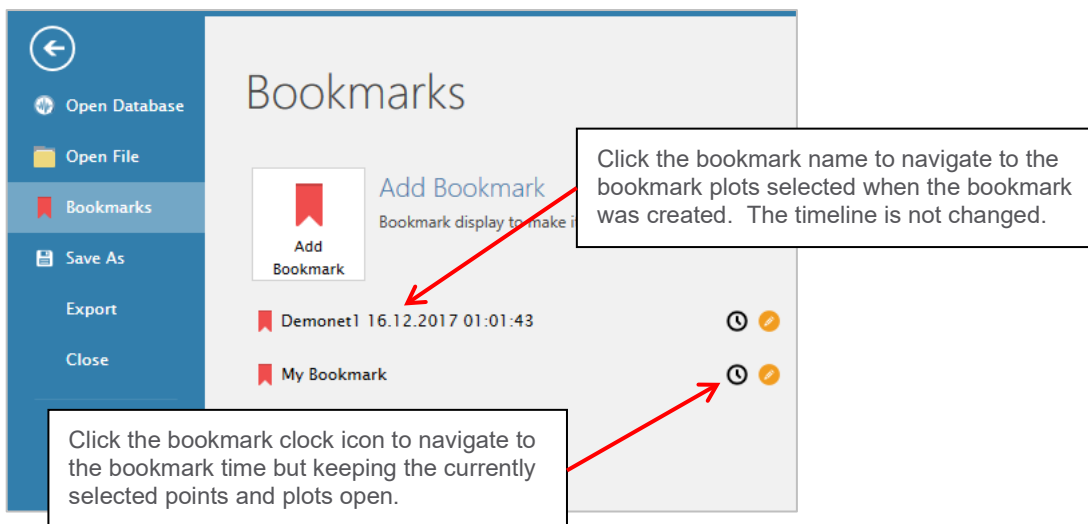 Open Database
Open File
Bookmarks
Save As
Export
Close
Bookmarks
Add
Bookmark
Add Bookmark
Bookmark display to make i
Click the bookmark name to navigate to the
bookmark plots selected when the bookmark
was created.  The timeline is not changed.
Demonet1 16.12.2017 01:01:43
My Bookmark
Click the bookmark clock icon to navigate to
the bookmark time but keeping the currently
selected points and plots open.